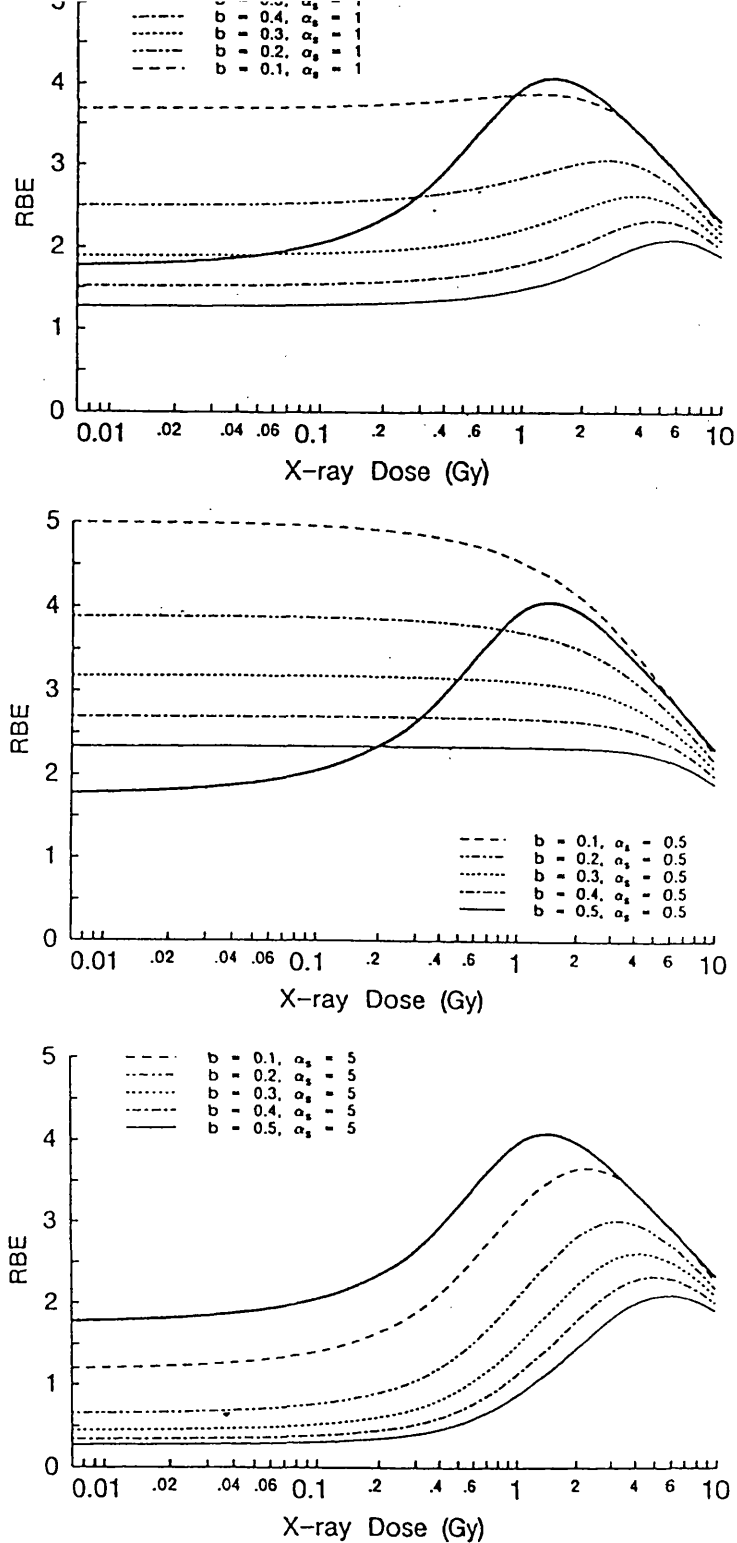 5
b = 0.4, αs = 1
b = 0.3, αs = 1
b = 0.2, αs = 1
b = 0.1, αs = 1
4
3
2
1
0
RBE
0.01 .02 .04 .06 0.1 .2 .4 .6 1 2 4 6 10
X-ray Dose (Gy)
5
4
3
2
1
0
RBE
b = 0.1, αs = 0.5
b = 0.2, αs = 0.5
b = 0.3, αs = 0.5
b = 0.4, αs = 0.5
b = 0.5, αs = 0.5
0.01 .02 .04 .06 0.1 .2 .4 .6 1 2 4 6 10
X-ray Dose (Gy)
5
4
3
2
1
0
RBE
b = 0.1, αs = 5
b = 0.2, αs = 5
b = 0.3, αs = 5
b = 0.4, αs = 5
b = 0.5, αs = 5
0.01 .02 .04 .06 0.1 .2 .4 .6 1 2 4 6 10
X-ray Dose (Gy)